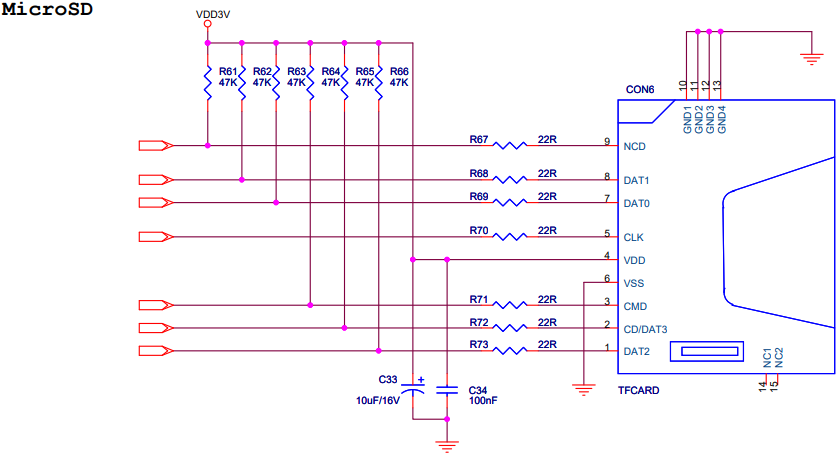 MicroSD
VDD3V
R61 R62 R63 R64 R65 R66
47K 47K 47K 47K 47K 47K
CON6
10 11 12 13
GND1 GND2 GND3 GND4
R67 22R 9 NCD
R68 22R 8 DAT1
R69 22R 7 DAT0
R70 22R 5 CLK
4 VDD
6 VSS
R71 22R 3 CMD
R72 22R 2 CD/DAT3
R73 22R 1 DAT2
NC1 NC2
14 15
C33 +
10uF/16V
C34
100nF
TFCARD